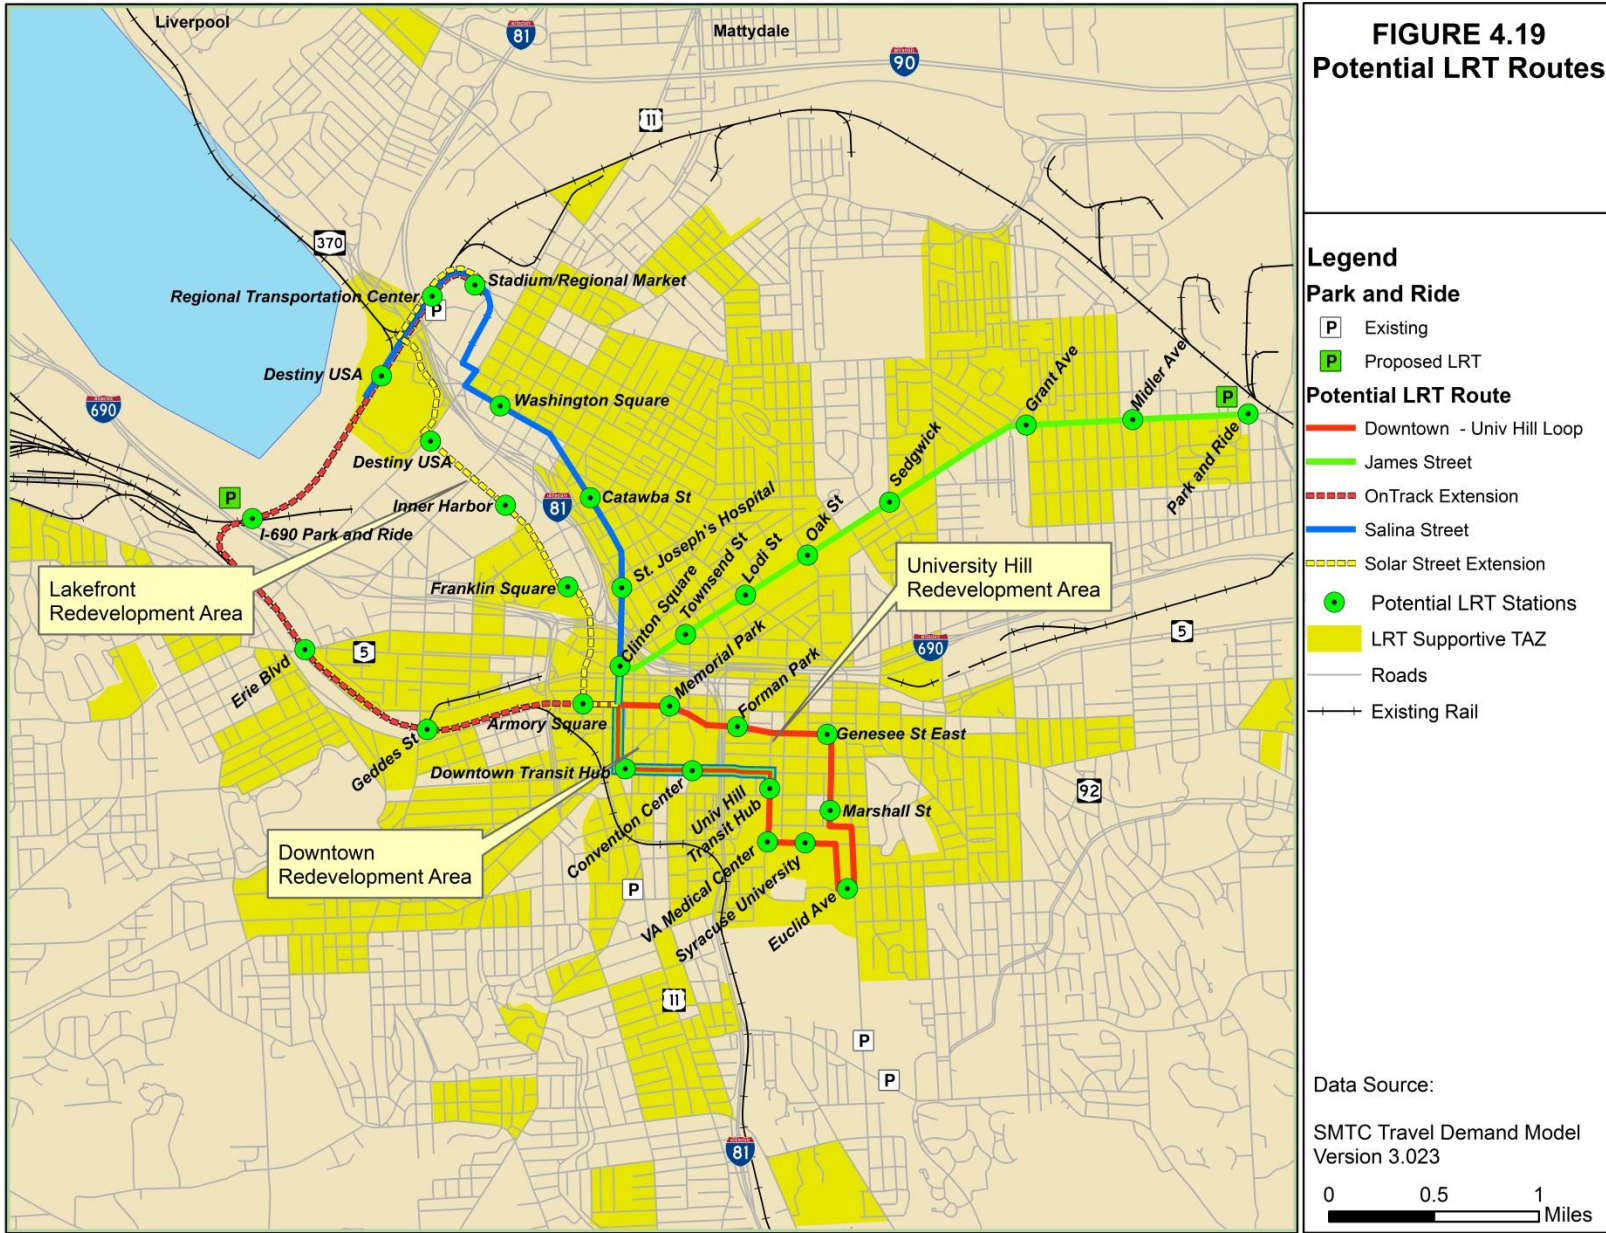 Liverpool
81
Mattydale
90
11
370
Stadium/Regional Market
Regional Transportation Center
P
Destiny USA
Washington Square
Grant Ave
Midler Ave
P
Park and Ride
690
Destiny USA
Sedgwick
P
Inner Harbor
81
Catawba St
I-690 Park and Ride
St. Joseph's Hospital
Oak St
Lakefront
Redevelopment Area
Franklin Square
Clinton Square
Townsend St
Lodi St
University Hill
Redevelopment Area
5
690
5
Erie Blvd
Memorial Park
Forman Park
Armory Square
Genesee St East
Geddes St
Downtown Transit Hub
92
Convention Center
Univ Hill
Transit Hub
Marshall St
Downtown
Redevelopment Area
P
VA Medical Center
Syracuse University
Euclid Ave
11
P
P
81
FIGURE 4.19
Potential LRT Routes
Legend
Park and Ride
P Existing
P Proposed LRT
Potential LRT Route
Downtown - Univ Hill Loop
James Street
OnTrack Extension
Salina Street
Solar Street Extension
Potential LRT Stations
LRT Supportive TAZ
Roads
Existing Rail
Data Source:
SMTC Travel Demand Model
Version 3.023
0 0.5 1
Miles